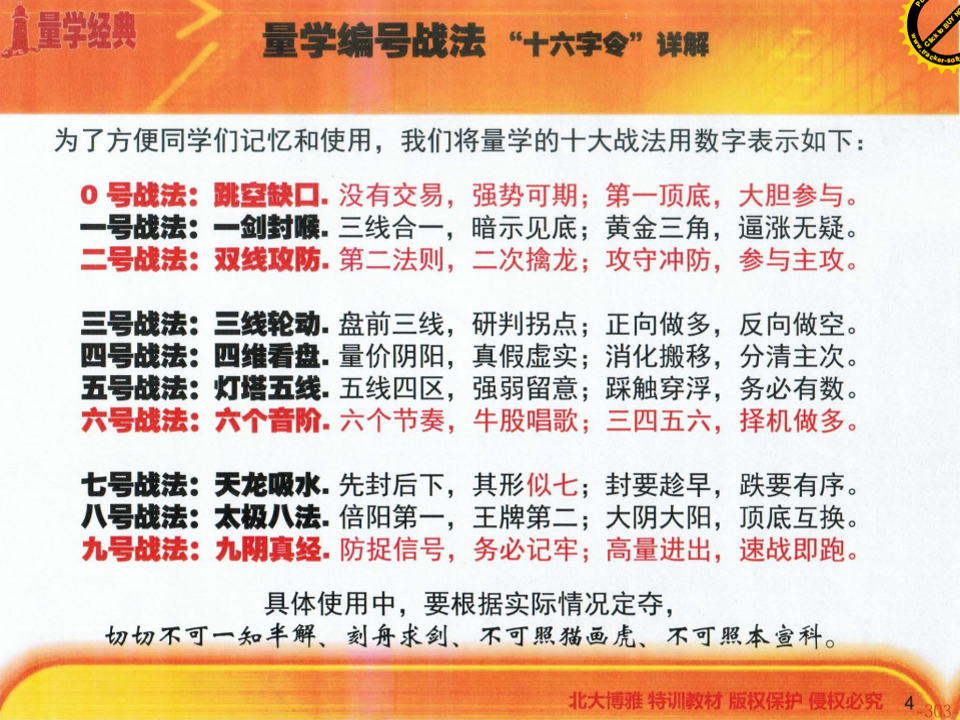 量学经典
量学编号战法 “十六字令”详解
Click to BUY N
www.tracker-soft
为了方便同学们记忆和使用，我们将量学的十大战法用数字表示如下：
0 号战法：跳空缺口. 没有交易，强势可期；第一顶底，大胆参与。
一号战法：一剑封喉. 三线合一，暗示见底；黄金三角，逼涨无疑。
二号战法：双线攻防. 第二法则，二次擒龙；攻守冲防，参与主攻。
三号战法：三线轮动. 盘前三线，研判拐点；正向做多，反向做空。
四号战法：四维看盘. 量价阴阳，真假虚实；消化搬移，分清主次。
五号战法：灯塔五线. 五线四区，强弱留意；踩触穿浮，务必有数。
六号战法：六个音阶. 六个节奏，牛股唱歌；三四五六，择机做多。
七号战法：天龙吸水. 先封后下，其形似七；封要趁早，跌要有序。
八号战法：太极八法. 倍阳第一，王牌第二；大阴大阳，顶底互换。
九号战法：九阴真经. 防捉信号，务必记牢；高量进出，速战即跑。
具体使用中，要根据实际情况定夺，
切切不可一知半解、刻舟求剑、不可照猫画虎、不可照本宣科。
北大博雅 特训教材 版权保护 侵权必究 4
-303-